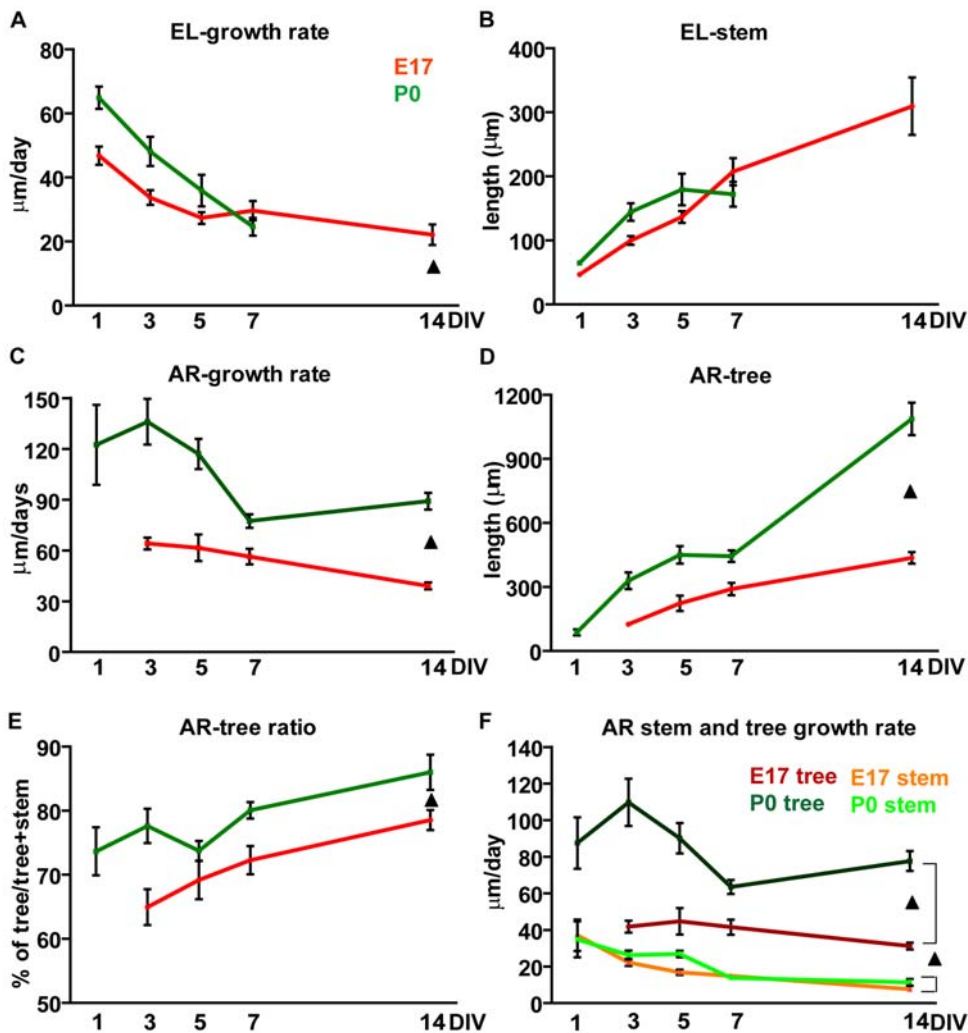 A
EL-growth rate
80
60
40
20
0
μm/day
E17
P0
1 3 5 7 14 DIV
B
EL-stem
400
300
200
100
0
length (μm)
1 3 5 7 14 DIV
C
AR-growth rate
150
120
90
60
30
0
μm/days
1 3 5 7 14 DIV
D
AR-tree
1200
900
600
300
0
length (μm)
1 3 5 7 14 DIV
E
AR-tree ratio
90
80
70
60
50
% of tree/tree+stem
1 3 5 7 14 DIV
F
AR stem and tree growth rate
140
120
100
80
60
40
20
0
μm/day
E17 tree E17 stem
P0 tree P0 stem
1 3 5 7 14 DIV